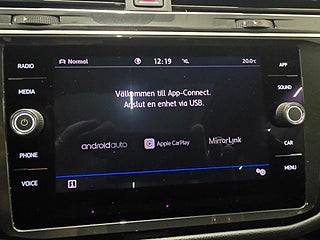 RADIO
MEDIA
PHONE
VOICE
Normal
12:19
20.0°C
Välkommen till App-Connect.
Anslut en enhet via USB.
androidauto
Apple CarPlay
MirrorLink
APP
SOUND
CAR
MENU